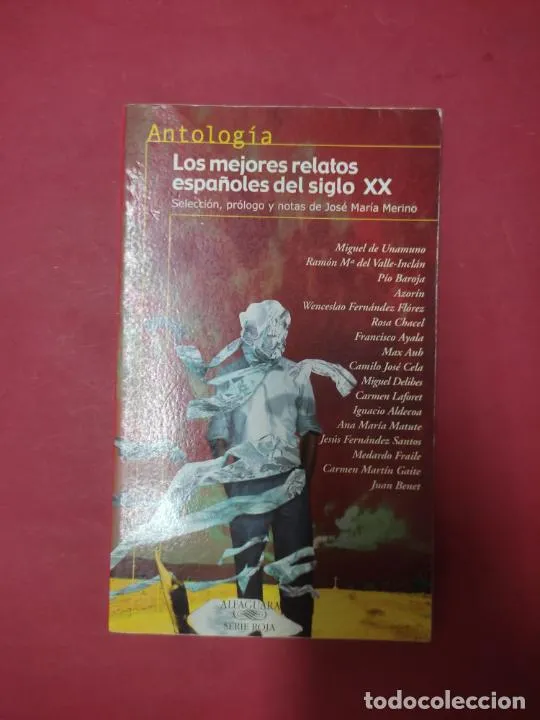 Antología
Los mejores relatos
españoles del siglo XX
Selección, prólogo y notas de José María Merino
Miguel de Unamuno
Ramón Mª del Valle-Inclán
Pío Baroja
Azorín
Wenceslao Fernández Flórez
Rosa Chacel
Francisco Ayala
Max Aub
Camilo José Cela
Miguel Delibes
Carmen Laforet
Ignacio Aldecoa
Ana María Matute
Jesús Fernández Santos
Medardo Fraile
Carmen Martín Gaite
Juan Benet
ALFAGUARA
SERIE ROJA
todocoleccion.net